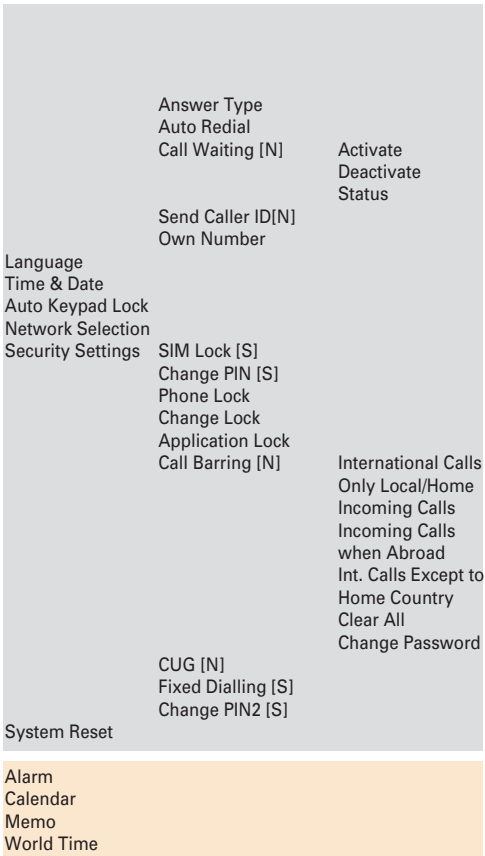 Answer Type
Auto Redial
Call Waiting [N] Activate
Deactivate
Status
Send Caller ID[N]
Own Number
Language
Time & Date
Auto Keypad Lock
Network Selection
Security Settings SIM Lock [S]
Change PIN [S]
Phone Lock
Change Lock
Application Lock
Call Barring [N] International Calls
Only Local/Home
Incoming Calls
Incoming Calls
when Abroad
Int. Calls Except to
Home Country
Clear All
Change Password
CUG [N]
Fixed Dialling [S]
Change PIN2 [S]
System Reset
Alarm
Calendar
Memo
World Time